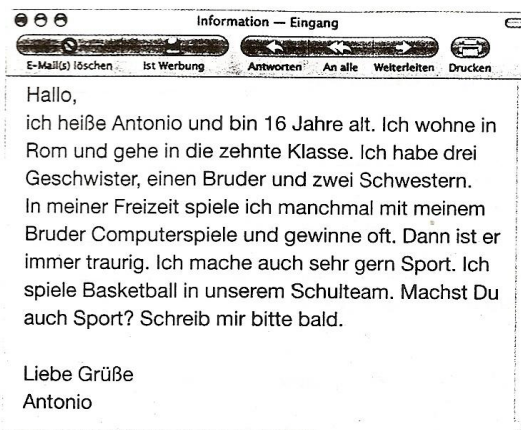 Information — Eingang
E-Mail(s) löschen Ist Werbung Antworten An alle Weiterleiten Drucken
Hallo,
ich heiße Antonio und bin 16 Jahre alt. Ich wohne in
Rom und gehe in die zehnte Klasse. Ich habe drei
Geschwister, einen Bruder und zwei Schwestern.
In meiner Freizeit spiele ich manchmal mit meinem
Bruder Computerspiele und gewinne oft. Dann ist er
immer traurig. Ich mache auch sehr gern Sport. Ich
spiele Basketball in unserem Schulteam. Machst Du
auch Sport? Schreib mir bitte bald.
Liebe Grüße
Antonio